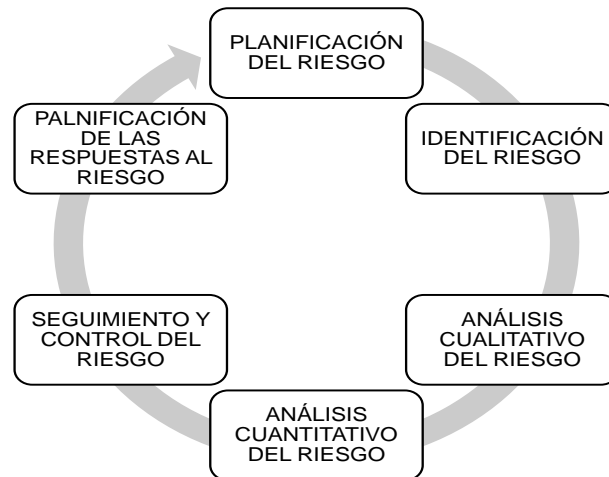 PLANIFICACIÓN
DEL RIESGO
IDENTIFICACIÓN
DEL RIESGO
ANÁLISIS
CUALITATIVO
DEL RIESGO
ANÁLISIS
CUANTITATIVO
DEL RIESGO
SEGUIMIENTO Y
CONTROL DEL
RIESGO
PALNIFICACIÓN
DE LAS
RESPUESTAS AL
RIESGO